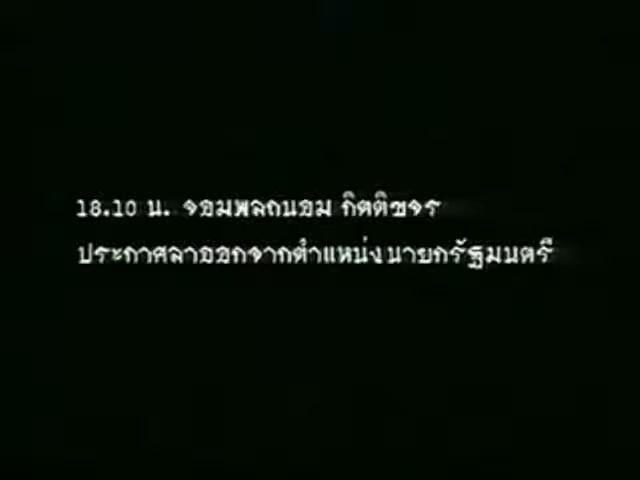 18.10 น. จอมพลถนอม กิตติขจร
ประกาศลาออกจากตำแหน่งนายกรัฐมนตรี